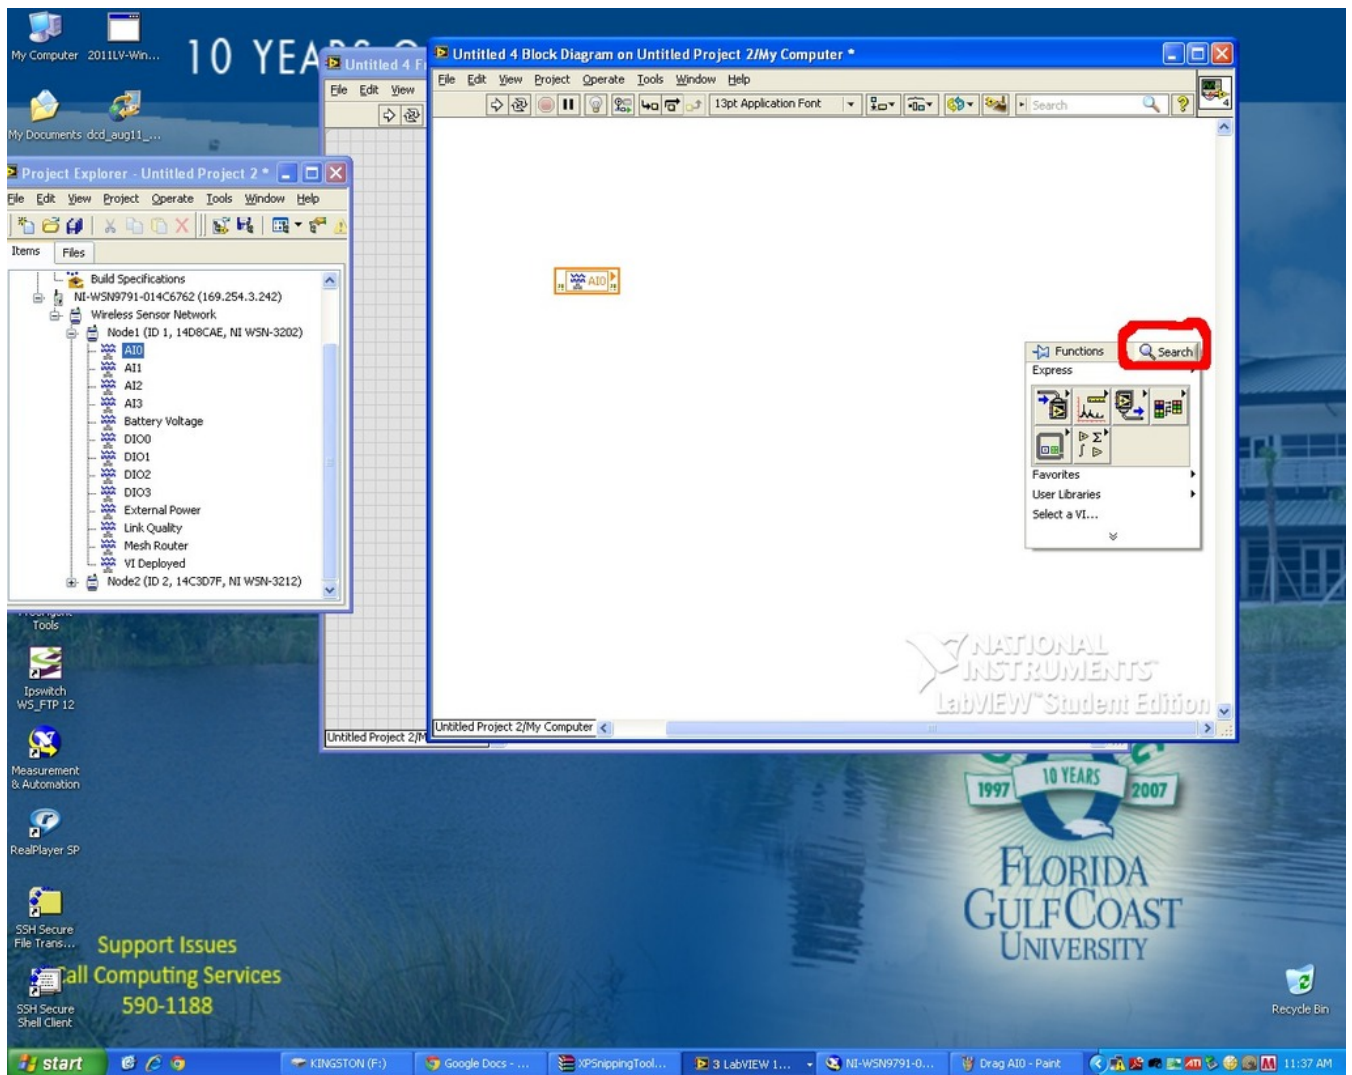 My Computer
2011LV-Win...
10 YEA
My Documents
dcd_aug11_...
Untitled 4 F
File Edit View
Untitled 4 Block Diagram on Untitled Project 2/My Computer *
File Edit View Project Operate Tools Window Help
13pt Application Font
Search
4
Project Explorer - Untitled Project 2 *
File Edit View Project Operate Tools Window Help
Items Files
Build Specifications
NI-WSN9791-014C6762 (169.254.3.242)
Wireless Sensor Network
Node1 (ID 1, 14D8CAE, NI WSN-3202)
AI0
AI1
AI2
AI3
Battery Voltage
DIO0
DIO1
DIO2
DIO3
External Power
Link Quality
Mesh Router
VI Deployed
Node2 (ID 2, 14C3D7F, NI WSN-3212)
AI0
Functions Search
Express
Favorites
User Libraries
Select a VI...
NATIONAL
INSTRUMENTS
LabVIEW Student Edition
Untitled Project 2/My Computer
Untitled Project 2/M
Tools
Ipswitch
WS_FTP 12
Measurement
& Automation
RealPlayer SP
SSH Secure
File Trans...
SSH Secure
Shell Client
Support Issues
Call Computing Services
590-1188
1997 10 YEARS 2007
FLORIDA
GULF COAST
UNIVERSITY
Recycle Bin
start
KINGSTON (F:)
Google Docs - ...
XPSnippingTool...
3 LabVIEW 1...
NI-WSN9791-0...
Drag AI0 - Paint
11:37 AM